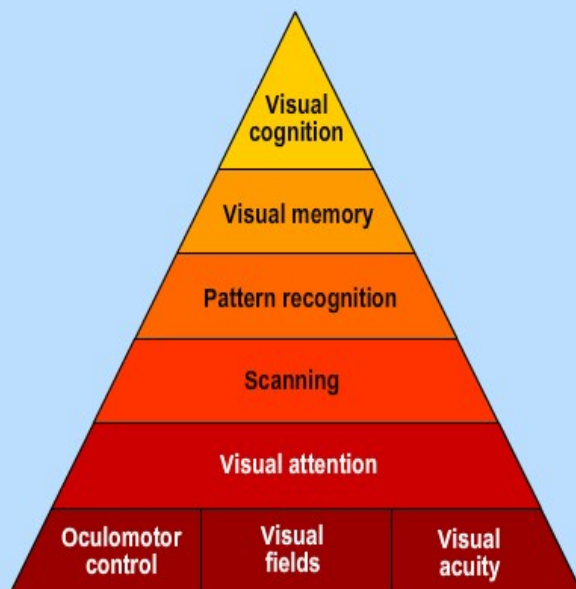 Visual
cognition
Visual memory
Pattern recognition
Scanning
Visual attention
Oculomotor
control
Visual
fields
Visual
acuity